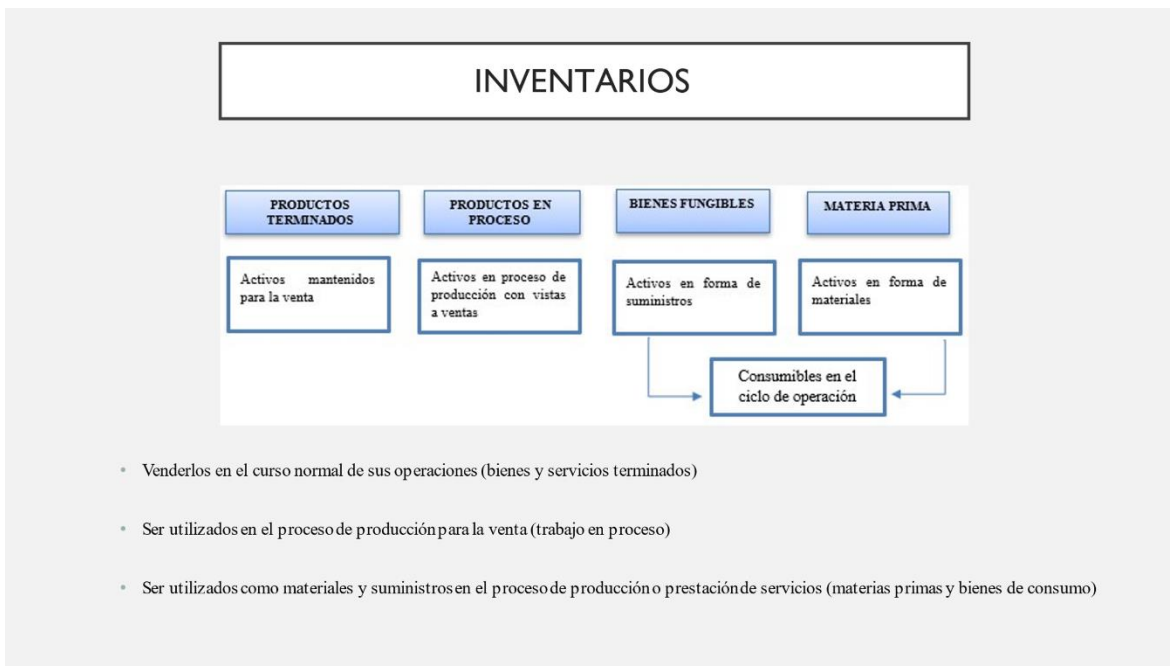 INVENTARIOS
PRODUCTOS
TERMINADOS
PRODUCTOS EN
PROCESO
BIENES FUNGIBLES
MATERIA PRIMA
Activos mantenidos
para la venta
Activos en proceso de
producción con vistas
a ventas
Activos en forma de
suministros
Activos en forma de
materiales
Consumibles en el
ciclo de operación
• Venderlos en el curso normal de sus operaciones (bienes y servicios terminados)
• Ser utilizados en el proceso de producción para la venta (trabajo en proceso)
• Ser utilizados como materiales y suministros en el proceso de producción o prestación de servicios (materias primas y bienes de consumo)